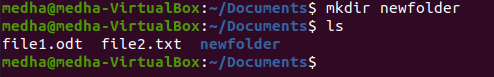 medha@medha-VirtualBox:~/Documents$ mkdir newfolder
medha@medha-VirtualBox:~/Documents$ ls
file1.odt  file2.txt  newfolder
medha@medha-VirtualBox:~/Documents$